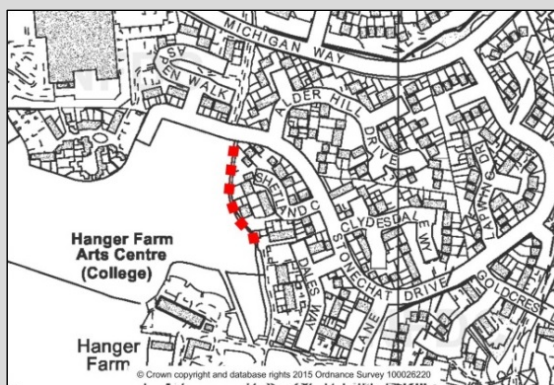 MICHIGAN WAY
ASPEN WALK
ALDER HILL DRIVE
SHETLAND C
CLYDESDALE W
LAPWING DR
STONECHAT DRIVE
GOLDCREST
DALES WAY
LANE
Hanger Farm
Arts Centre
(College)
Hanger
Farm
© Crown copyright and database rights 2015 Ordnance Survey 100026220